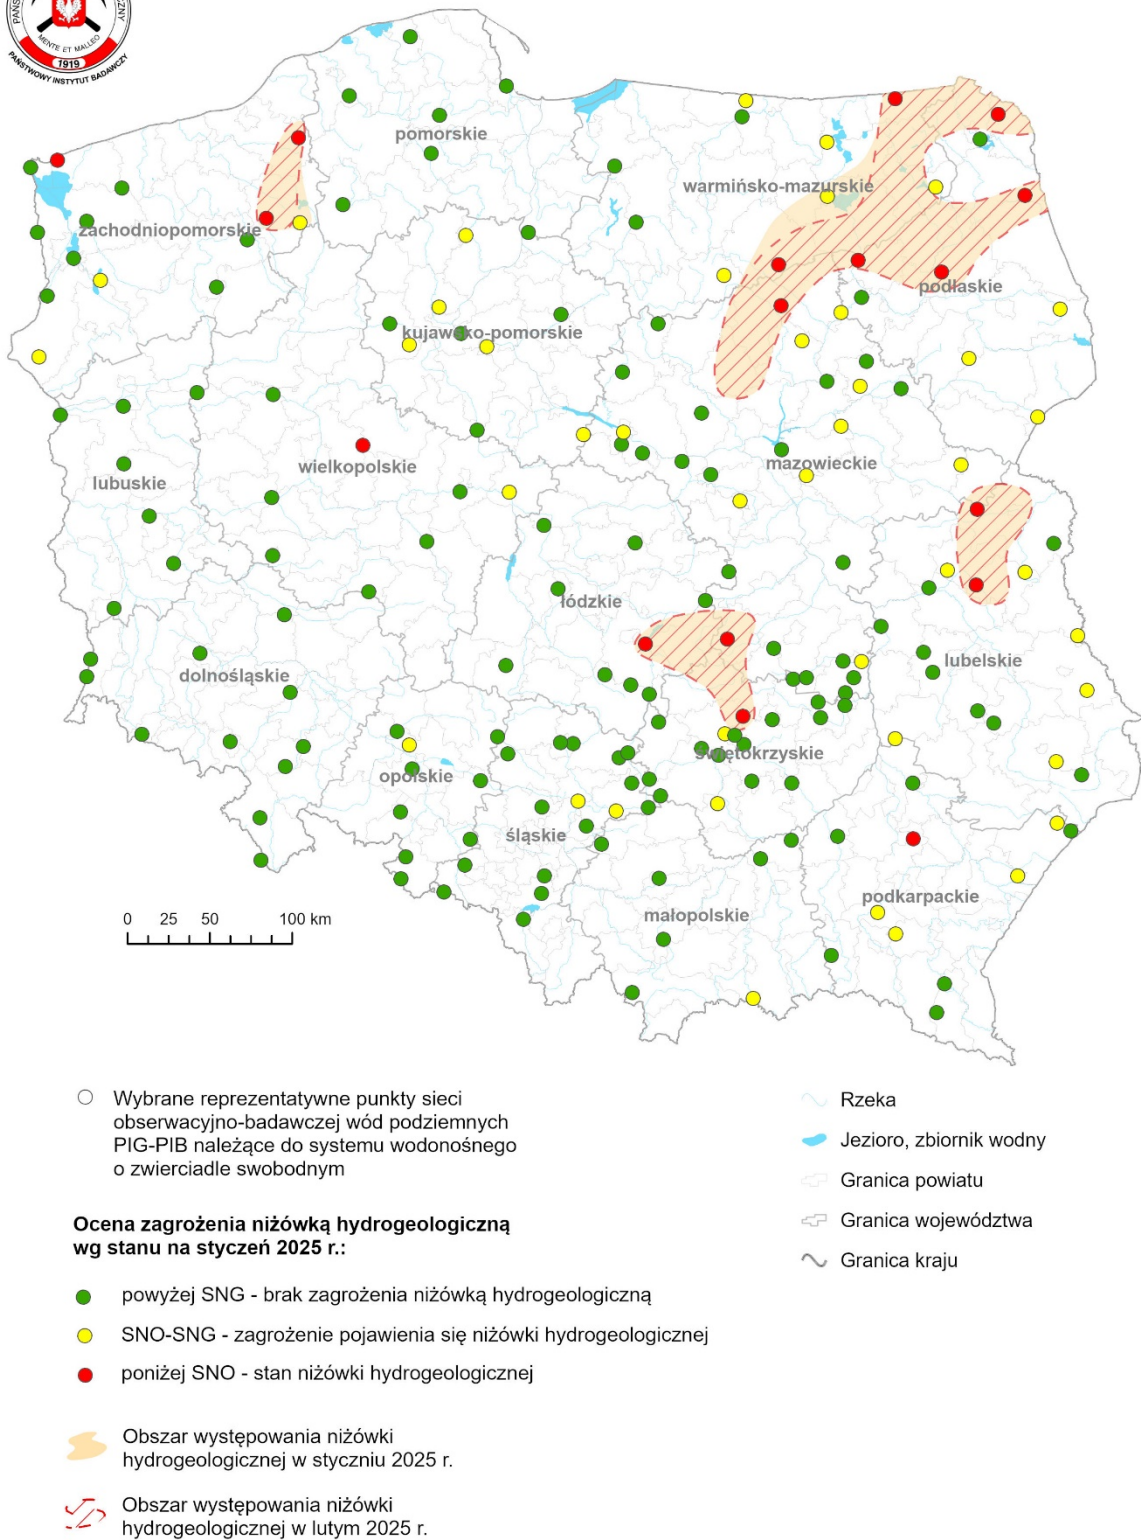 PAŃS
ZNY
MENTE ET MALLEO
1919
PAŃSTWOWY INSTYTUT BADAWCZY
pomorskie
warmińsko-mazurskie
zachodniopomorskie
podlaskie
kujawsko-pomorskie
wielkopolskie
mazowieckie
lubuskie
łódzkie
lubelskie
dolnośląskie
świętokrzyskie
opolskie
śląskie
podkarpackie
małopolskie
0 25 50 100 km
Wybrane reprezentatywne punkty sieci
obserwacyjno-badawczej wód podziemnych
PIG-PIB należące do systemu wodonośnego
o zwierciadle swobodnym
Ocena zagrożenia niżówką hydrogeologiczną
wg stanu na styczeń 2025 r.:
powyżej SNG - brak zagrożenia niżówką hydrogeologiczną
SNO-SNG - zagrożenie pojawienia się niżówki hydrogeologicznej
poniżej SNO - stan niżówki hydrogeologicznej
Obszar występowania niżówki
hydrogeologicznej w styczniu 2025 r.
Obszar występowania niżówki
hydrogeologicznej w lutym 2025 r.
Rzeka
Jezioro, zbiornik wodny
Granica powiatu
Granica województwa
Granica kraju